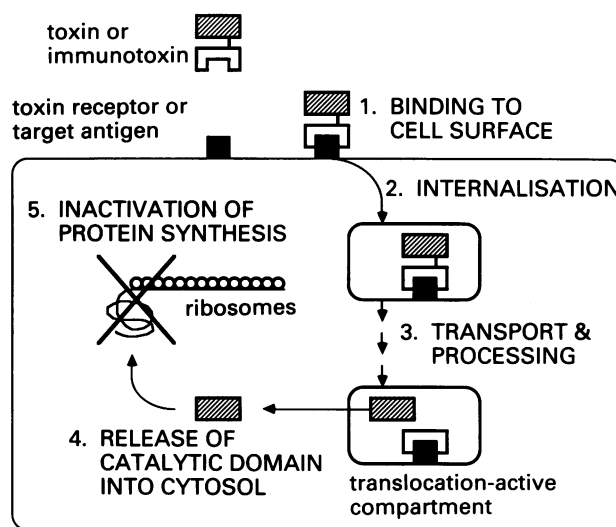 toxin or
immunotoxin
toxin receptor or
target antigen
1. BINDING TO
CELL SURFACE
2. INTERNALISATION
5. INACTIVATION OF
PROTEIN SYNTHESIS
ribosomes
3. TRANSPORT &
PROCESSING
4. RELEASE OF
CATALYTIC DOMAIN
INTO CYTOSOL
translocation-active
compartment